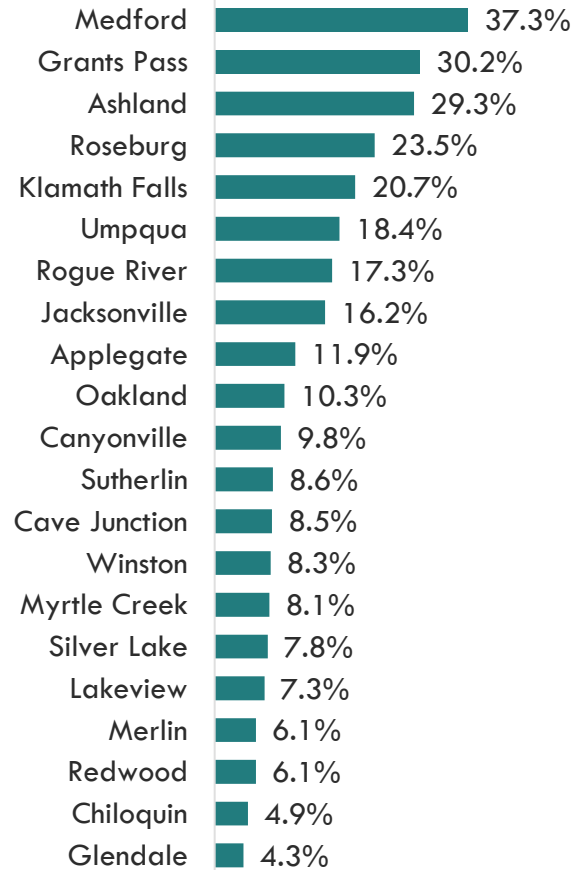 Medford 37.3%
Grants Pass 30.2%
Ashland 29.3%
Roseburg 23.5%
Klamath Falls 20.7%
Umpqua 18.4%
Rogue River 17.3%
Jacksonville 16.2%
Applegate 11.9%
Oakland 10.3%
Canyonville 9.8%
Sutherlin 8.6%
Cave Junction 8.5%
Winston 8.3%
Myrtle Creek 8.1%
Silver Lake 7.8%
Lakeview 7.3%
Merlin 6.1%
Redwood 6.1%
Chiloquin 4.9%
Glendale 4.3%